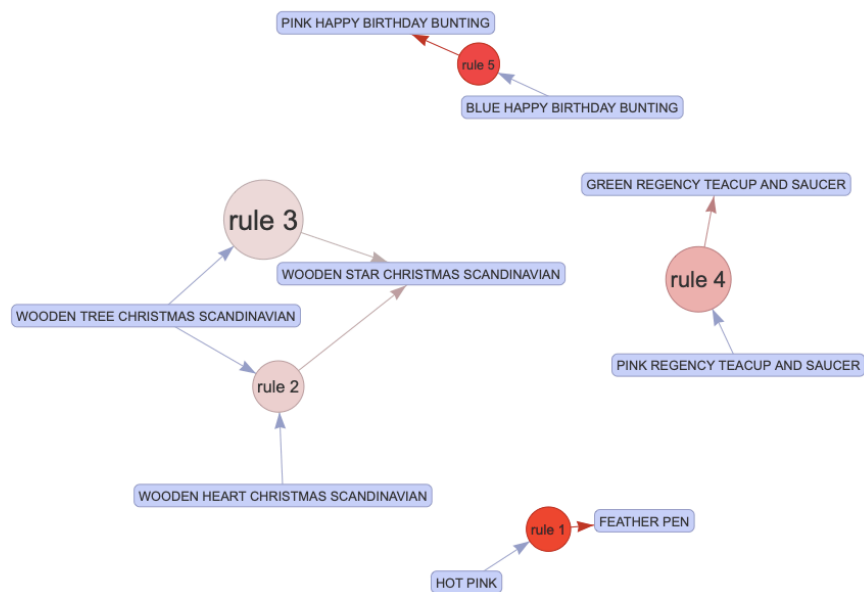 PINK HAPPY BIRTHDAY BUNTING
rule 5
BLUE HAPPY BIRTHDAY BUNTING
GREEN REGENCY TEACUP AND SAUCER
rule 3
WOODEN STAR CHRISTMAS SCANDINAVIAN
rule 4
WOODEN TREE CHRISTMAS SCANDINAVIAN
PINK REGENCY TEACUP AND SAUCER
rule 2
WOODEN HEART CHRISTMAS SCANDINAVIAN
FEATHER PEN
rule 1
HOT PINK